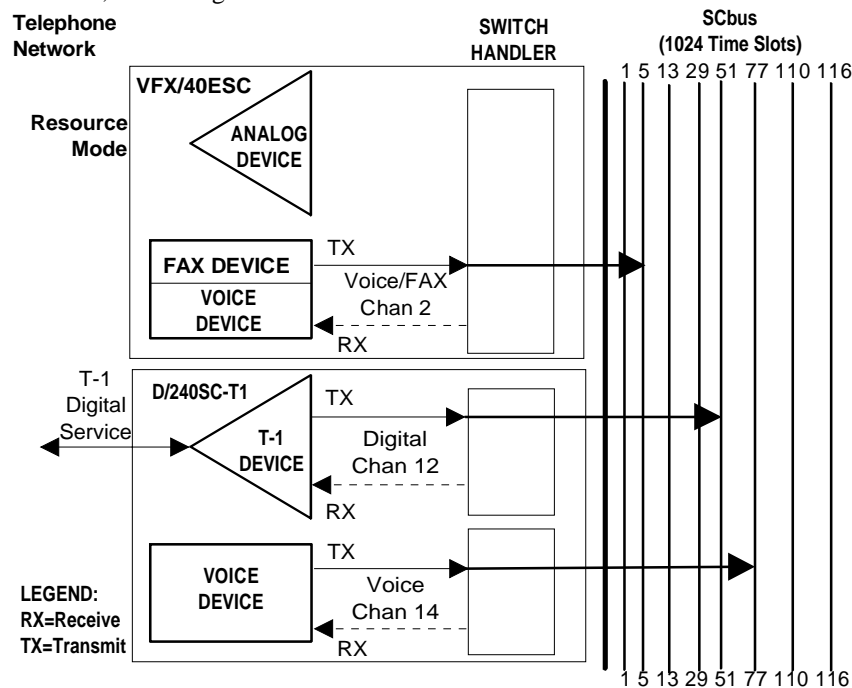 Telephone
Network
SWITCH
HANDLER
SCbus
(1024 Time Slots)
1 5 13 29 51 77 110 116
VFX/40ESC
Resource
Mode
ANALOG
DEVICE
TX
FAX DEVICE
VOICE
DEVICE
Voice/FAX
Chan 2
RX
T-1
Digital
Service
D/240SC-T1
TX
T-1
DEVICE
Digital
Chan 12
RX
TX
VOICE
DEVICE
Voice
Chan 14
RX
LEGEND:
RX=Receive
TX=Transmit
1 5 13 29 51 77 110 116